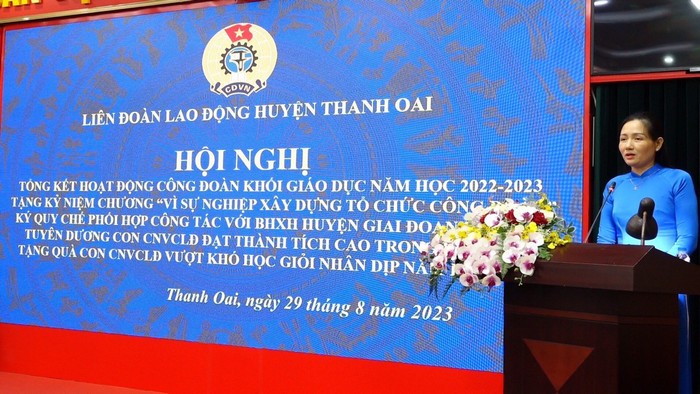 CĐVN
LIÊN ĐOÀN LAO ĐỘNG HUYỆN THANH OAI
HỘI NGHỊ
TỔNG KẾT HOẠT ĐỘNG CÔNG ĐOÀN KHỐI GIÁO DỤC NĂM HỌC 2022-2023
TẶNG KỶ NIỆM CHƯƠNG “VÌ SỰ NGHIỆP XÂY DỰNG TỔ CHỨC CÔNG
KÝ QUY CHẾ PHỐI HỢP CÔNG TÁC VỚI BHXH HUYỆN GIAI ĐOẠ
TUYÊN DƯƠNG CON CNVCLĐ ĐẠT THÀNH TÍCH CAO TRON
TẶNG QUÀ CON CNVCLĐ VƯỢT KHÓ HỌC GIỎI NHÂN DỊP NĂ
Thanh Oai, ngày 29 tháng 8 năm 2023